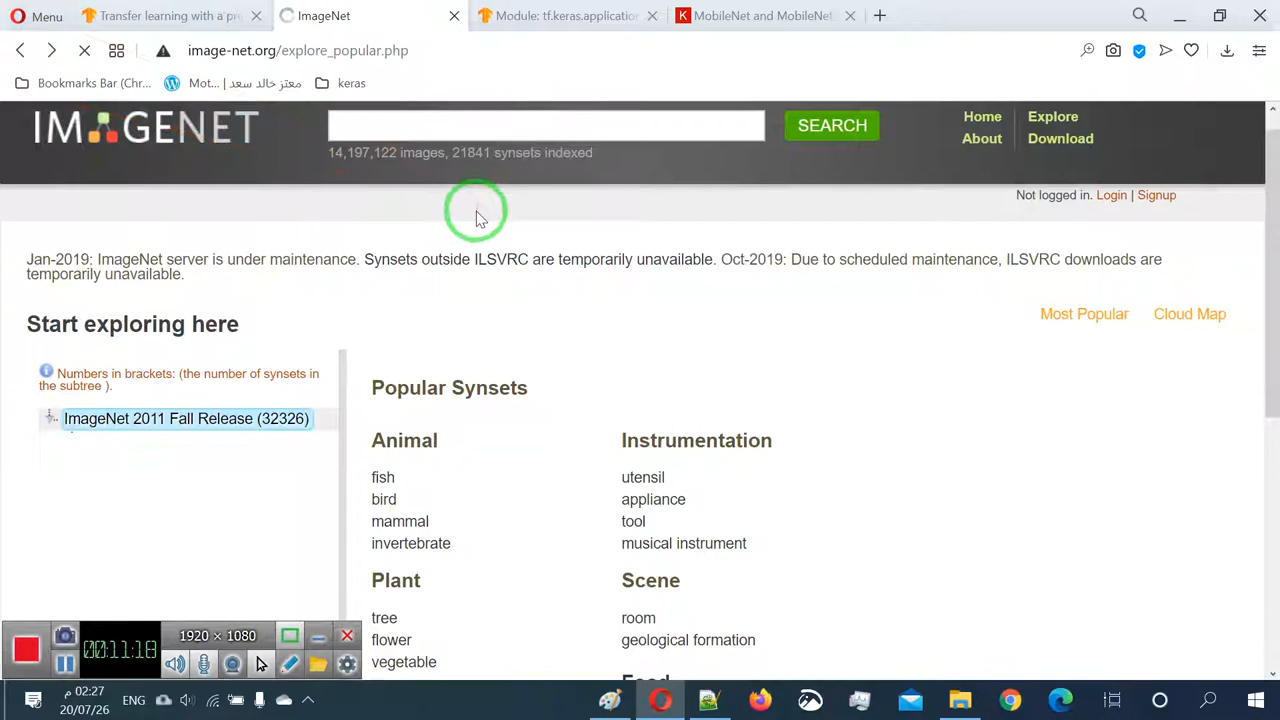 Menu
Transfer learning with a pre
ImageNet
Module: tf.keras.application
MobileNet and MobileNet
image-net.org/explore_popular.php
Bookmarks Bar (Chr...
Mot... | معتز خالد سعد
keras
IMAGENET
SEARCH
14,197,122 images, 21841 synsets indexed
Home
Explore
About
Download
Not logged in. Login | Signup
Jan-2019: ImageNet server is under maintenance. Synsets outside ILSVRC are temporarily unavailable. Oct-2019: Due to scheduled maintenance, ILSVRC downloads are
temporarily unavailable.
Start exploring here
Most Popular
Cloud Map
Numbers in brackets: (the number of synsets in
the subtree ).
ImageNet 2011 Fall Release (32326)
Popular Synsets
Animal
fish
bird
mammal
invertebrate
Instrumentation
utensil
appliance
tool
musical instrument
Plant
tree
flower
vegetable
Scene
room
geological formation
Food
00:11:18
1920 × 1080
02:27 م
20/07/26
ENG